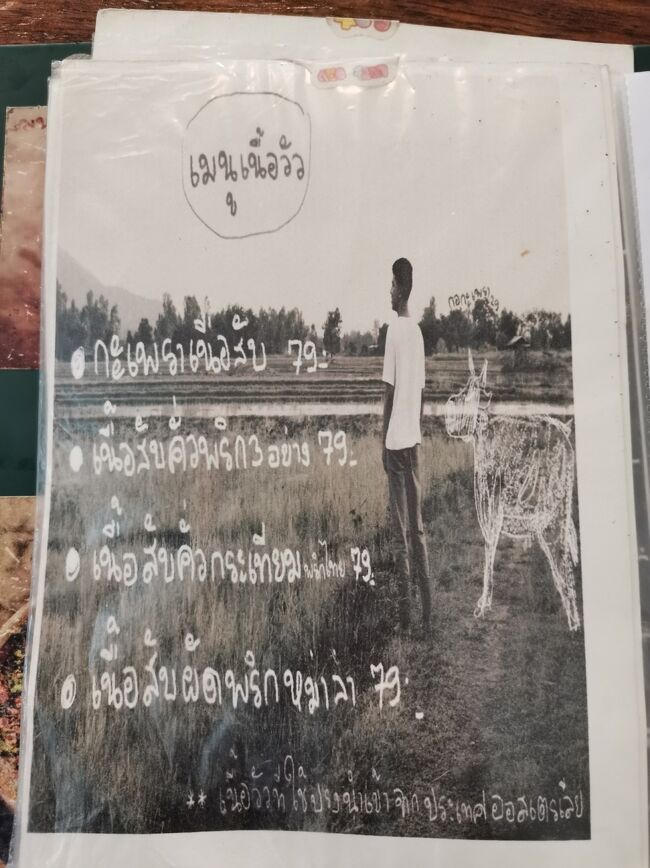 เมนูเนื้อวัว
กะเพราเนื้อสับ 79.-
เนื้อสับคั่วพริก 3 อย่าง 79.-
เนื้อสับคั่วกระเทียมพริกไทย 79.-
เนื้อสับผัดพริกหม่าล่า 79.-
** เนื้อวัวที่ใช้ปรุงนำเข้าจากประเทศออสเตรเลีย